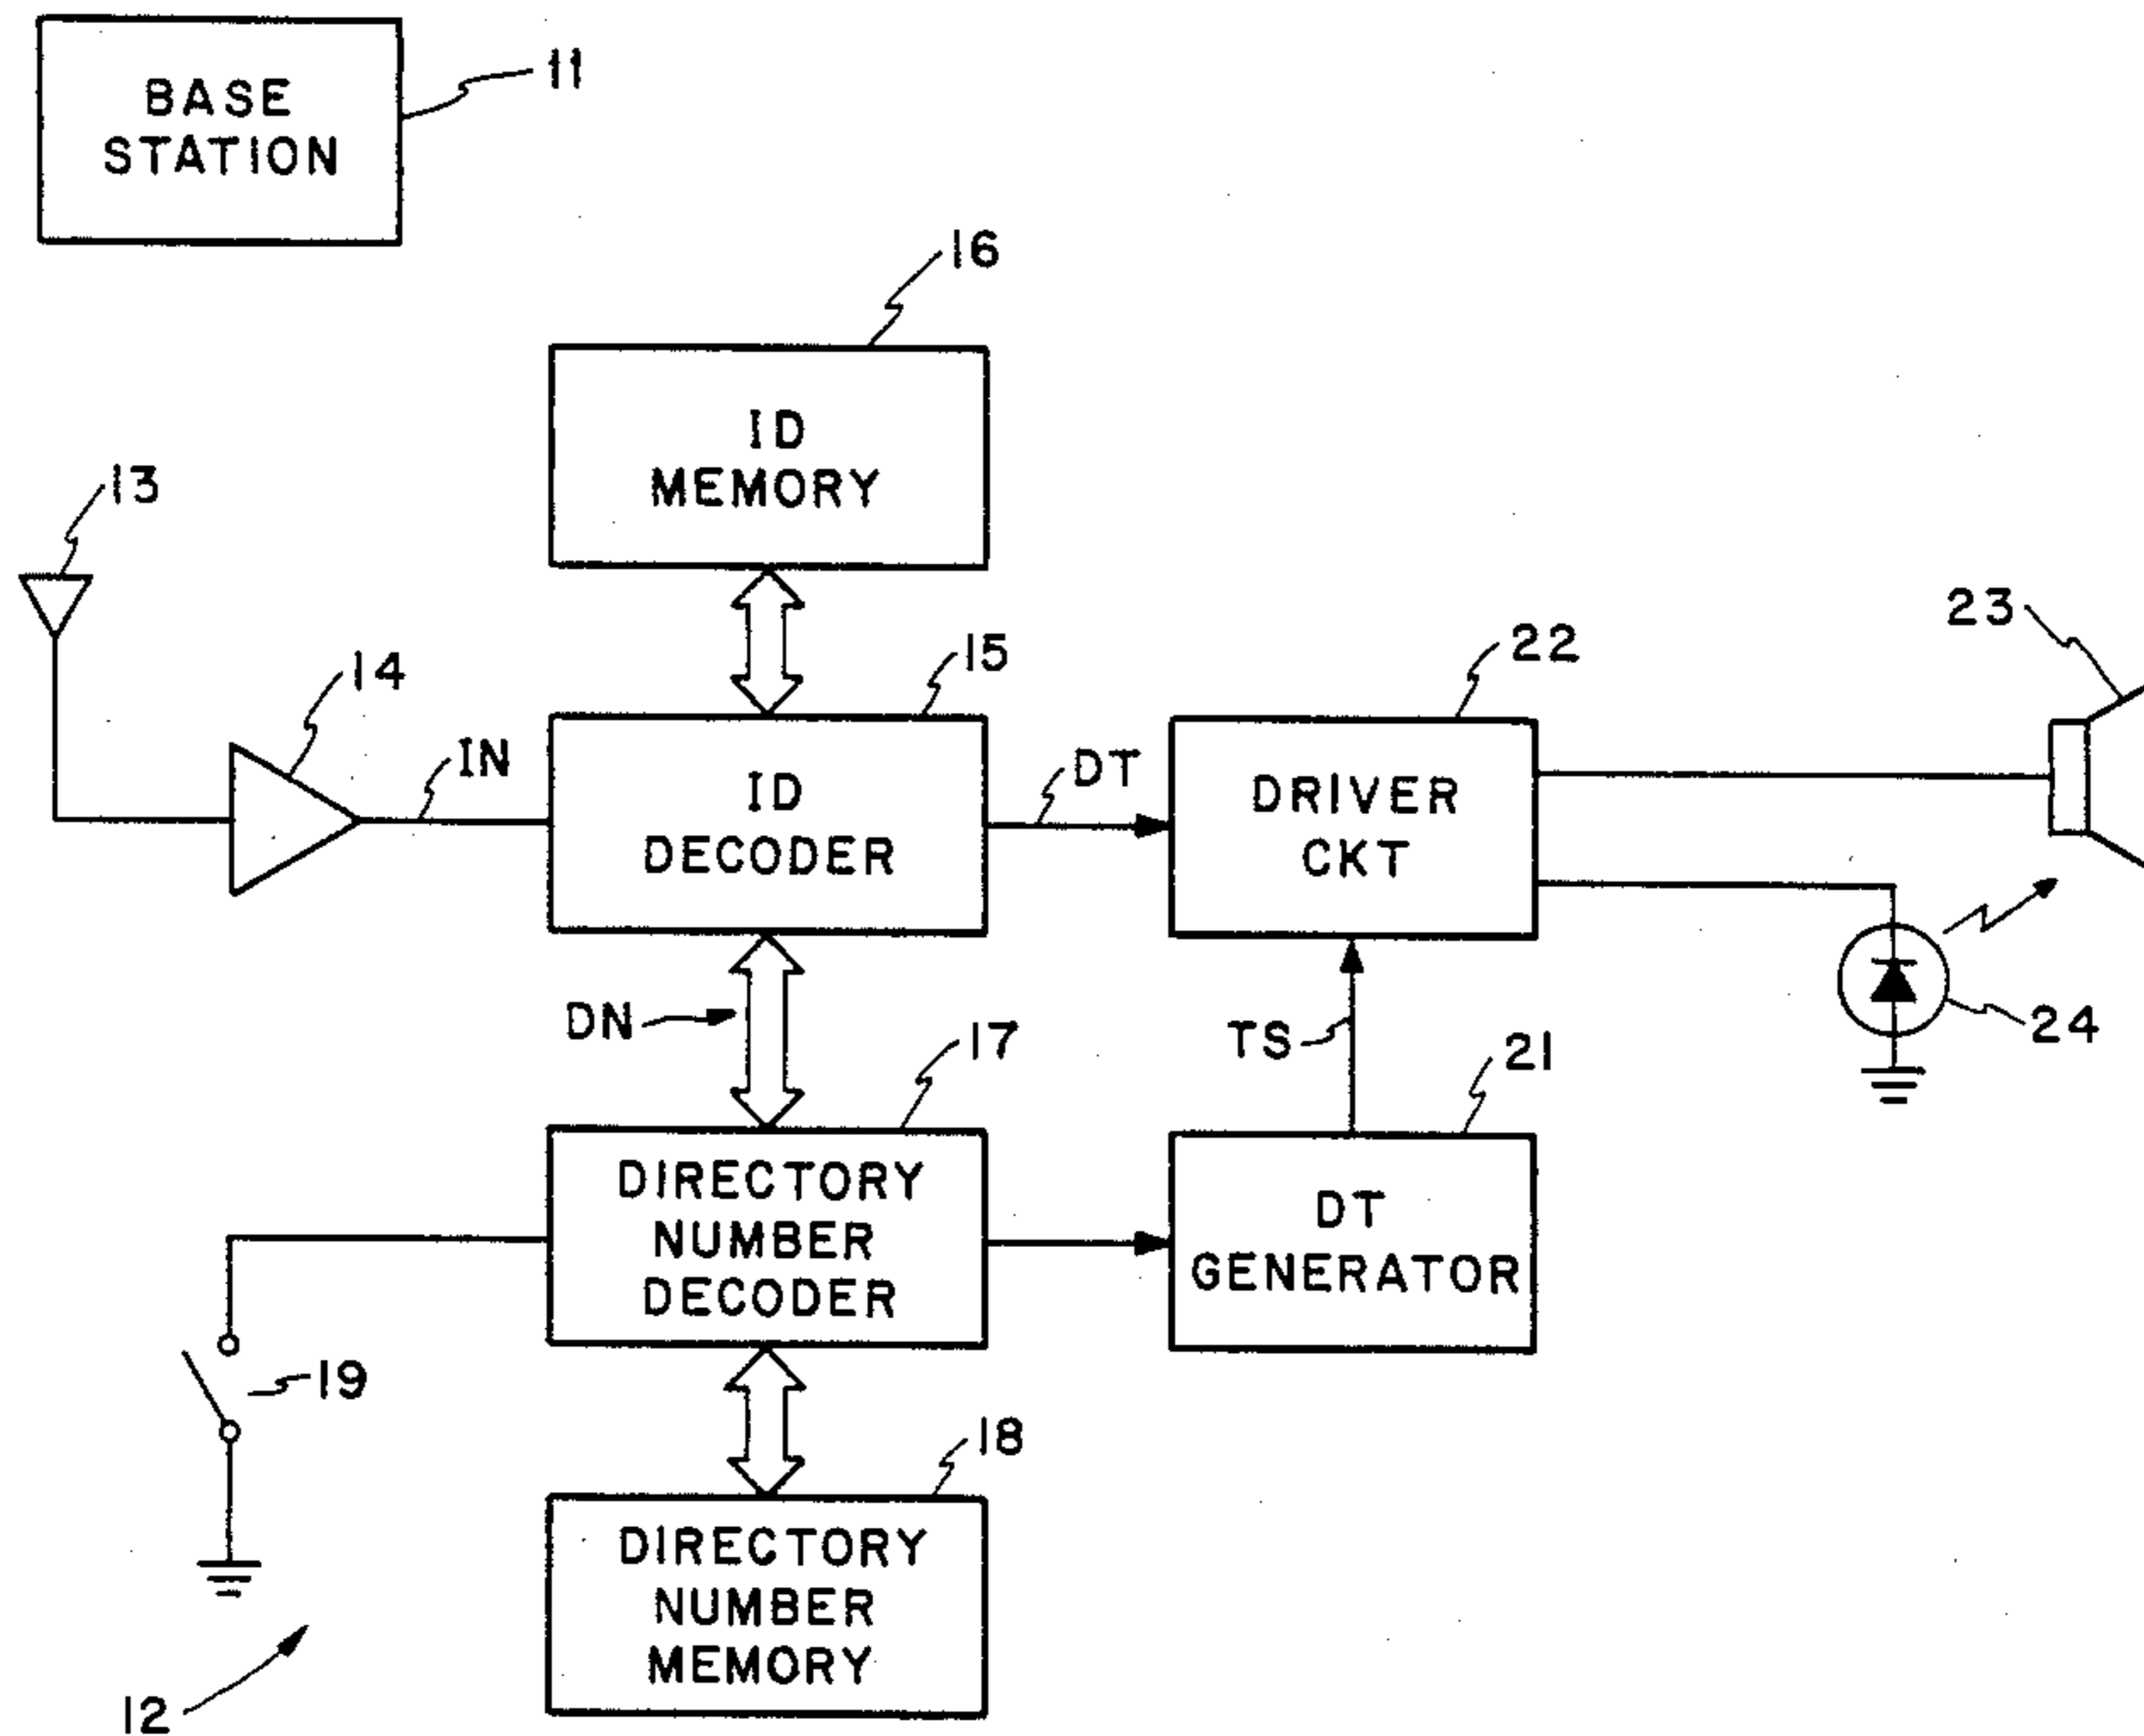 BASE
STATION
11
16
ID
MEMORY
13
14
15
22
23
IN
ID
DECODER
DT
DRIVER
CKT
DN
17
TS
21
24
DIRECTORY
NUMBER
DECODER
DT
GENERATOR
19
18
DIRECTORY
NUMBER
MEMORY
12